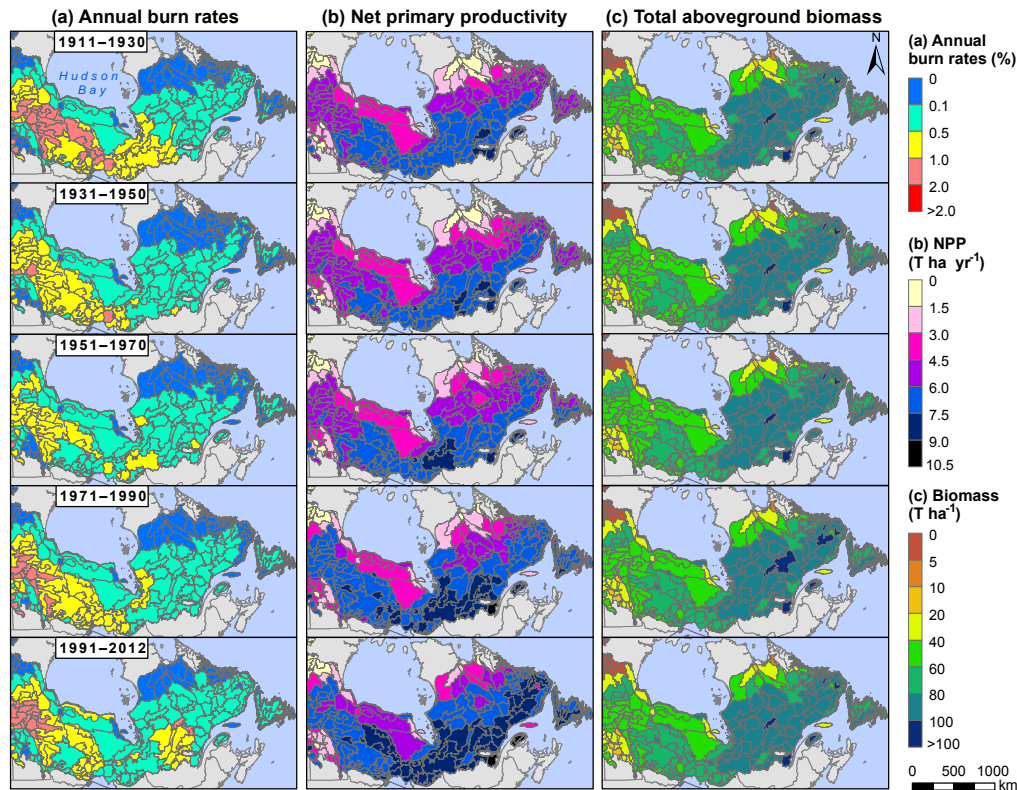 (a) Annual burn rates
(b) Net primary productivity
(c) Total aboveground biomass
1911–1930
Hudson
Bay
N
1931–1950
1951–1970
1971–1990
1991–2012
(a) Annual
burn rates (%)
0
0.1
0.5
1.0
2.0
>2.0
(b) NPP
(T ha yr-1)
0
1.5
3.0
4.5
6.0
7.5
9.0
10.5
(c) Biomass
(T ha-1)
0
5
10
20
40
60
80
100
>100
0 500 1000
km